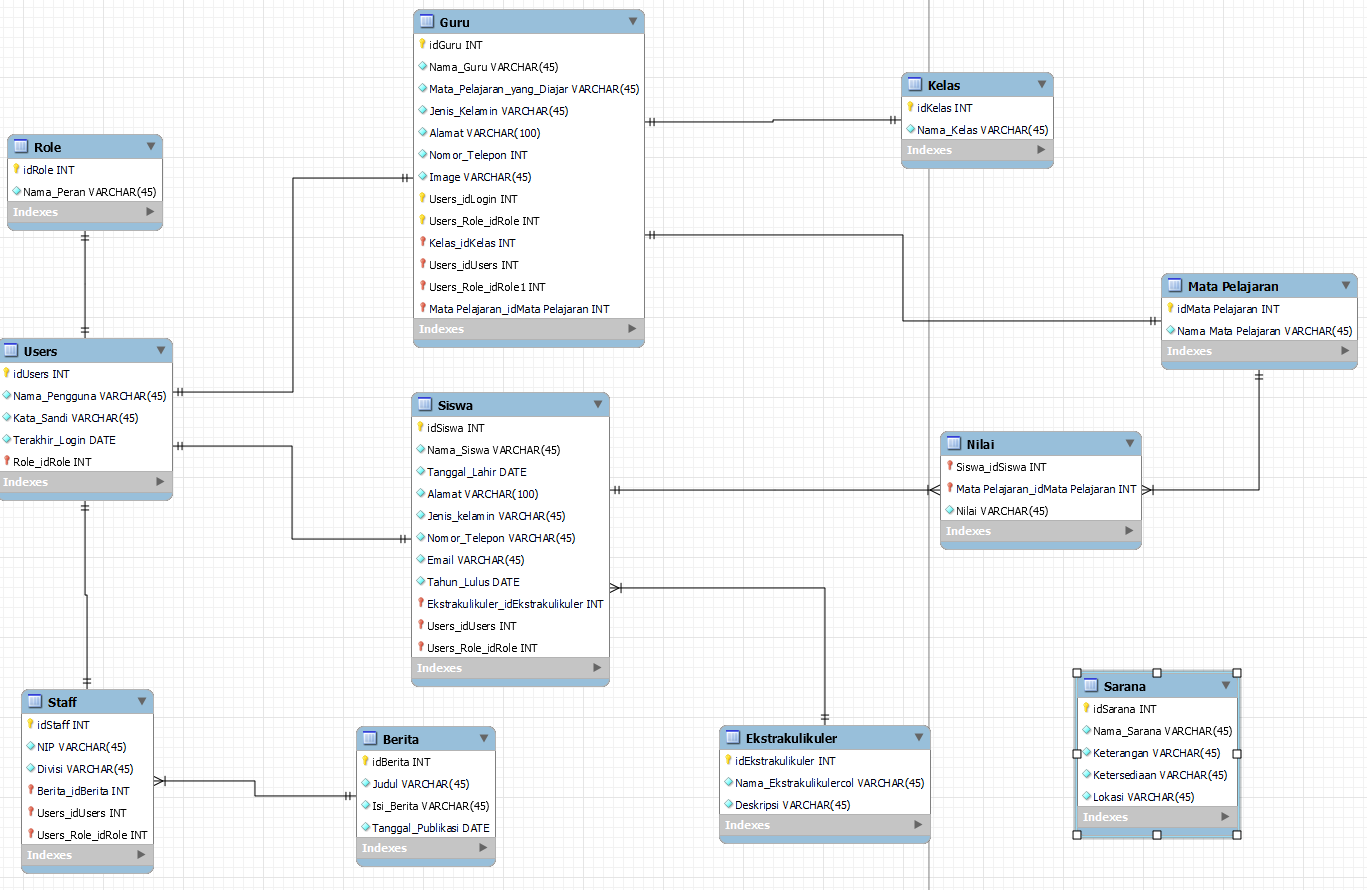 Guru
idGuru INT
Nama_Guru VARCHAR(45)
Mata_Pelajaran_yang_Diajar VARCHAR(45)
Jenis_Kelamin VARCHAR(45)
Alamat VARCHAR(100)
Nomor_Telepon INT
Image VARCHAR(45)
Users_idLogin INT
Users_Role_idRole INT
Kelas_idKelas INT
Users_idUsers INT
Users_Role_idRole1 INT
Mata Pelajaran_idMata Pelajaran INT
Indexes
Kelas
idKelas INT
Nama_Kelas VARCHAR(45)
Indexes
Role
idRole INT
Nama_Peran VARCHAR(45)
Indexes
Mata Pelajaran
idMata Pelajaran INT
Nama Mata Pelajaran VARCHAR(45)
Indexes
Users
idUsers INT
Nama_Pengguna VARCHAR(45)
Kata_Sandi VARCHAR(45)
Terakhir_Login DATE
Role_idRole INT
Indexes
Siswa
idSiswa INT
Nama_Siswa VARCHAR(45)
Tanggal_Lahir DATE
Alamat VARCHAR(100)
Jenis_kelamin VARCHAR(45)
Nomor_Telepon VARCHAR(45)
Email VARCHAR(45)
Tahun_Lulus DATE
Ekstrakulikuler_idEkstrakulikuler INT
Users_idUsers INT
Users_Role_idRole INT
Indexes
Nilai
Siswa_idSiswa INT
Mata Pelajaran_idMata Pelajaran INT
Nilai VARCHAR(45)
Indexes
Staff
idStaff INT
NIP VARCHAR(45)
Divisi VARCHAR(45)
Berita_idBerita INT
Users_idUsers INT
Users_Role_idRole INT
Indexes
Berita
idBerita INT
Judul VARCHAR(45)
Isi_Berita VARCHAR(45)
Tanggal_Publikasi DATE
Indexes
Ekstrakulikuler
idEkstrakulikuler INT
Nama_Ekstrakulikulercol VARCHAR(45)
Deskripsi VARCHAR(45)
Indexes
Sarana
idSarana INT
Nama_Sarana VARCHAR(45)
Keterangan VARCHAR(45)
Ketersediaan VARCHAR(45)
Lokasi VARCHAR(45)
Indexes